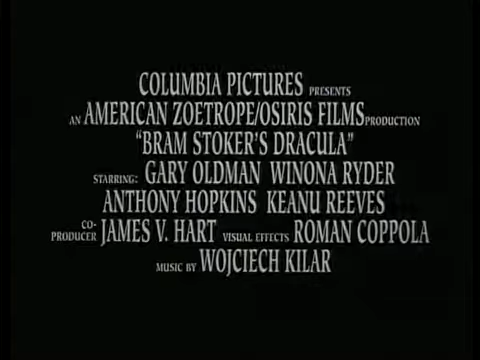 COLUMBIA PICTURES PRESENTS
AN AMERICAN ZOETROPE/OSIRIS FILMS PRODUCTION
"BRAM STOKER'S DRACULA"
STARRING: GARY OLDMAN WINONA RYDER
ANTHONY HOPKINS KEANU REEVES
CO-PRODUCER JAMES V. HART VISUAL EFFECTS ROMAN COPPOLA
MUSIC BY WOJCIECH KILAR